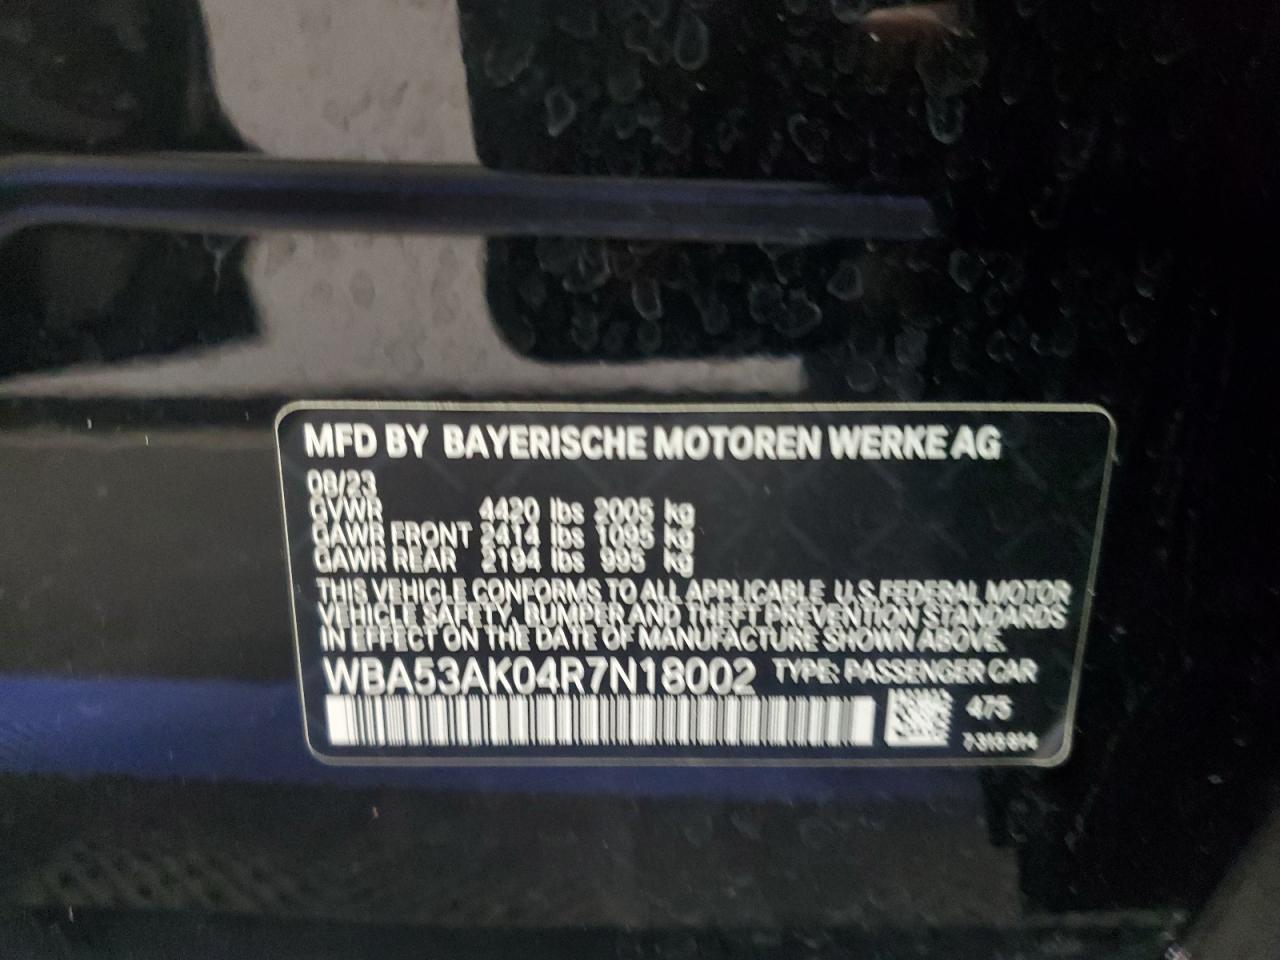 MFD BY BAYERISCHE MOTOREN WERKE AG
08/23
GVWR 4420 lbs 2005 kg
GAWR FRONT 2414 lbs 1095 kg
GAWR REAR 2194 lbs 995 kg
THIS VEHICLE CONFORMS TO ALL APPLICABLE U.S.FEDERAL MOTOR
VEHICLE SAFETY, BUMPER AND THEFT PREVENTION STANDARDS
IN EFFECT ON THE DATE OF MANUFACTURE SHOWN ABOVE.
WBA53AK04R7N18002 TYPE: PASSENGER CAR
475